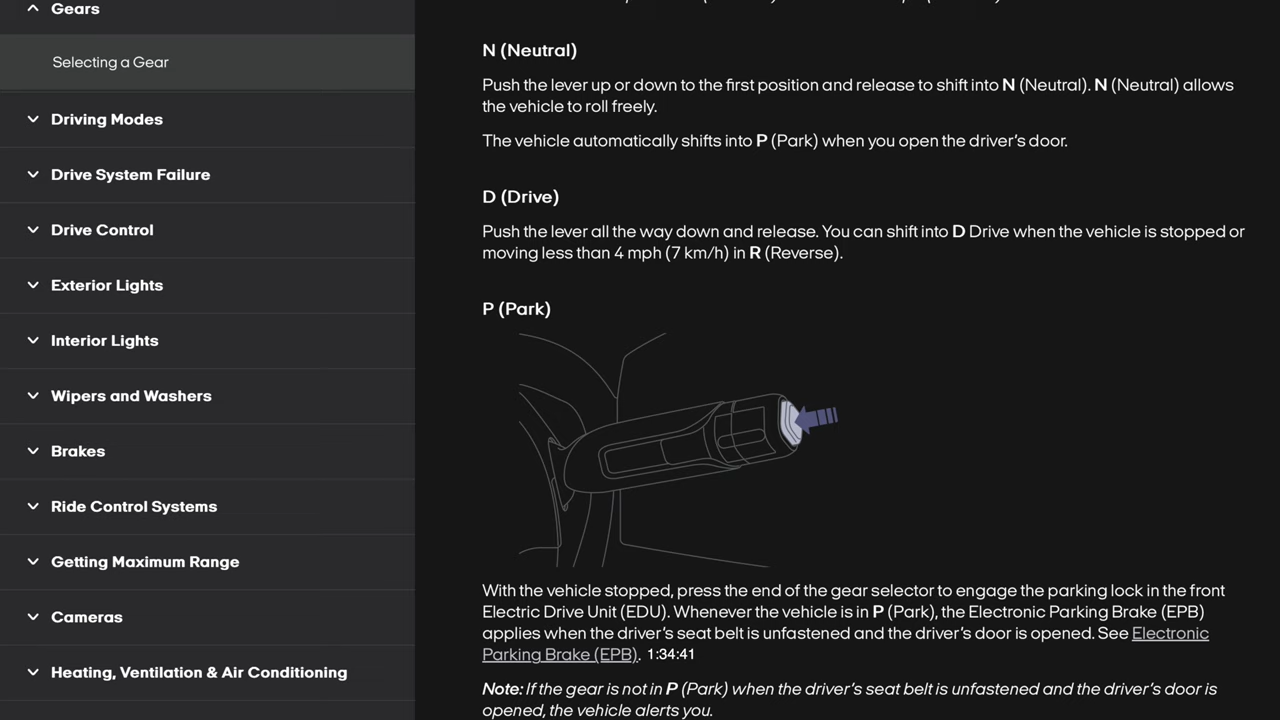 Gears
Selecting a Gear
Driving Modes
Drive System Failure
Drive Control
Exterior Lights
Interior Lights
Wipers and Washers
Brakes
Ride Control Systems
Getting Maximum Range
Cameras
Heating, Ventilation & Air Conditioning
N (Neutral)
Push the lever up or down to the first position and release to shift into N (Neutral). N (Neutral) allows
the vehicle to roll freely.
The vehicle automatically shifts into P (Park) when you open the driver's door.
D (Drive)
Push the lever all the way down and release. You can shift into D Drive when the vehicle is stopped or
moving less than 4 mph (7 km/h) in R (Reverse).
P (Park)
With the vehicle stopped, press the end of the gear selector to engage the parking lock in the front
Electric Drive Unit (EDU). Whenever the vehicle is in P (Park), the Electronic Parking Brake (EPB)
applies when the driver's seat belt is unfastened and the driver's door is opened. See Electronic
Parking Brake (EPB). 1:34:41
Note: If the gear is not in P (Park) when the driver's seat belt is unfastened and the driver's door is
opened, the vehicle alerts you.